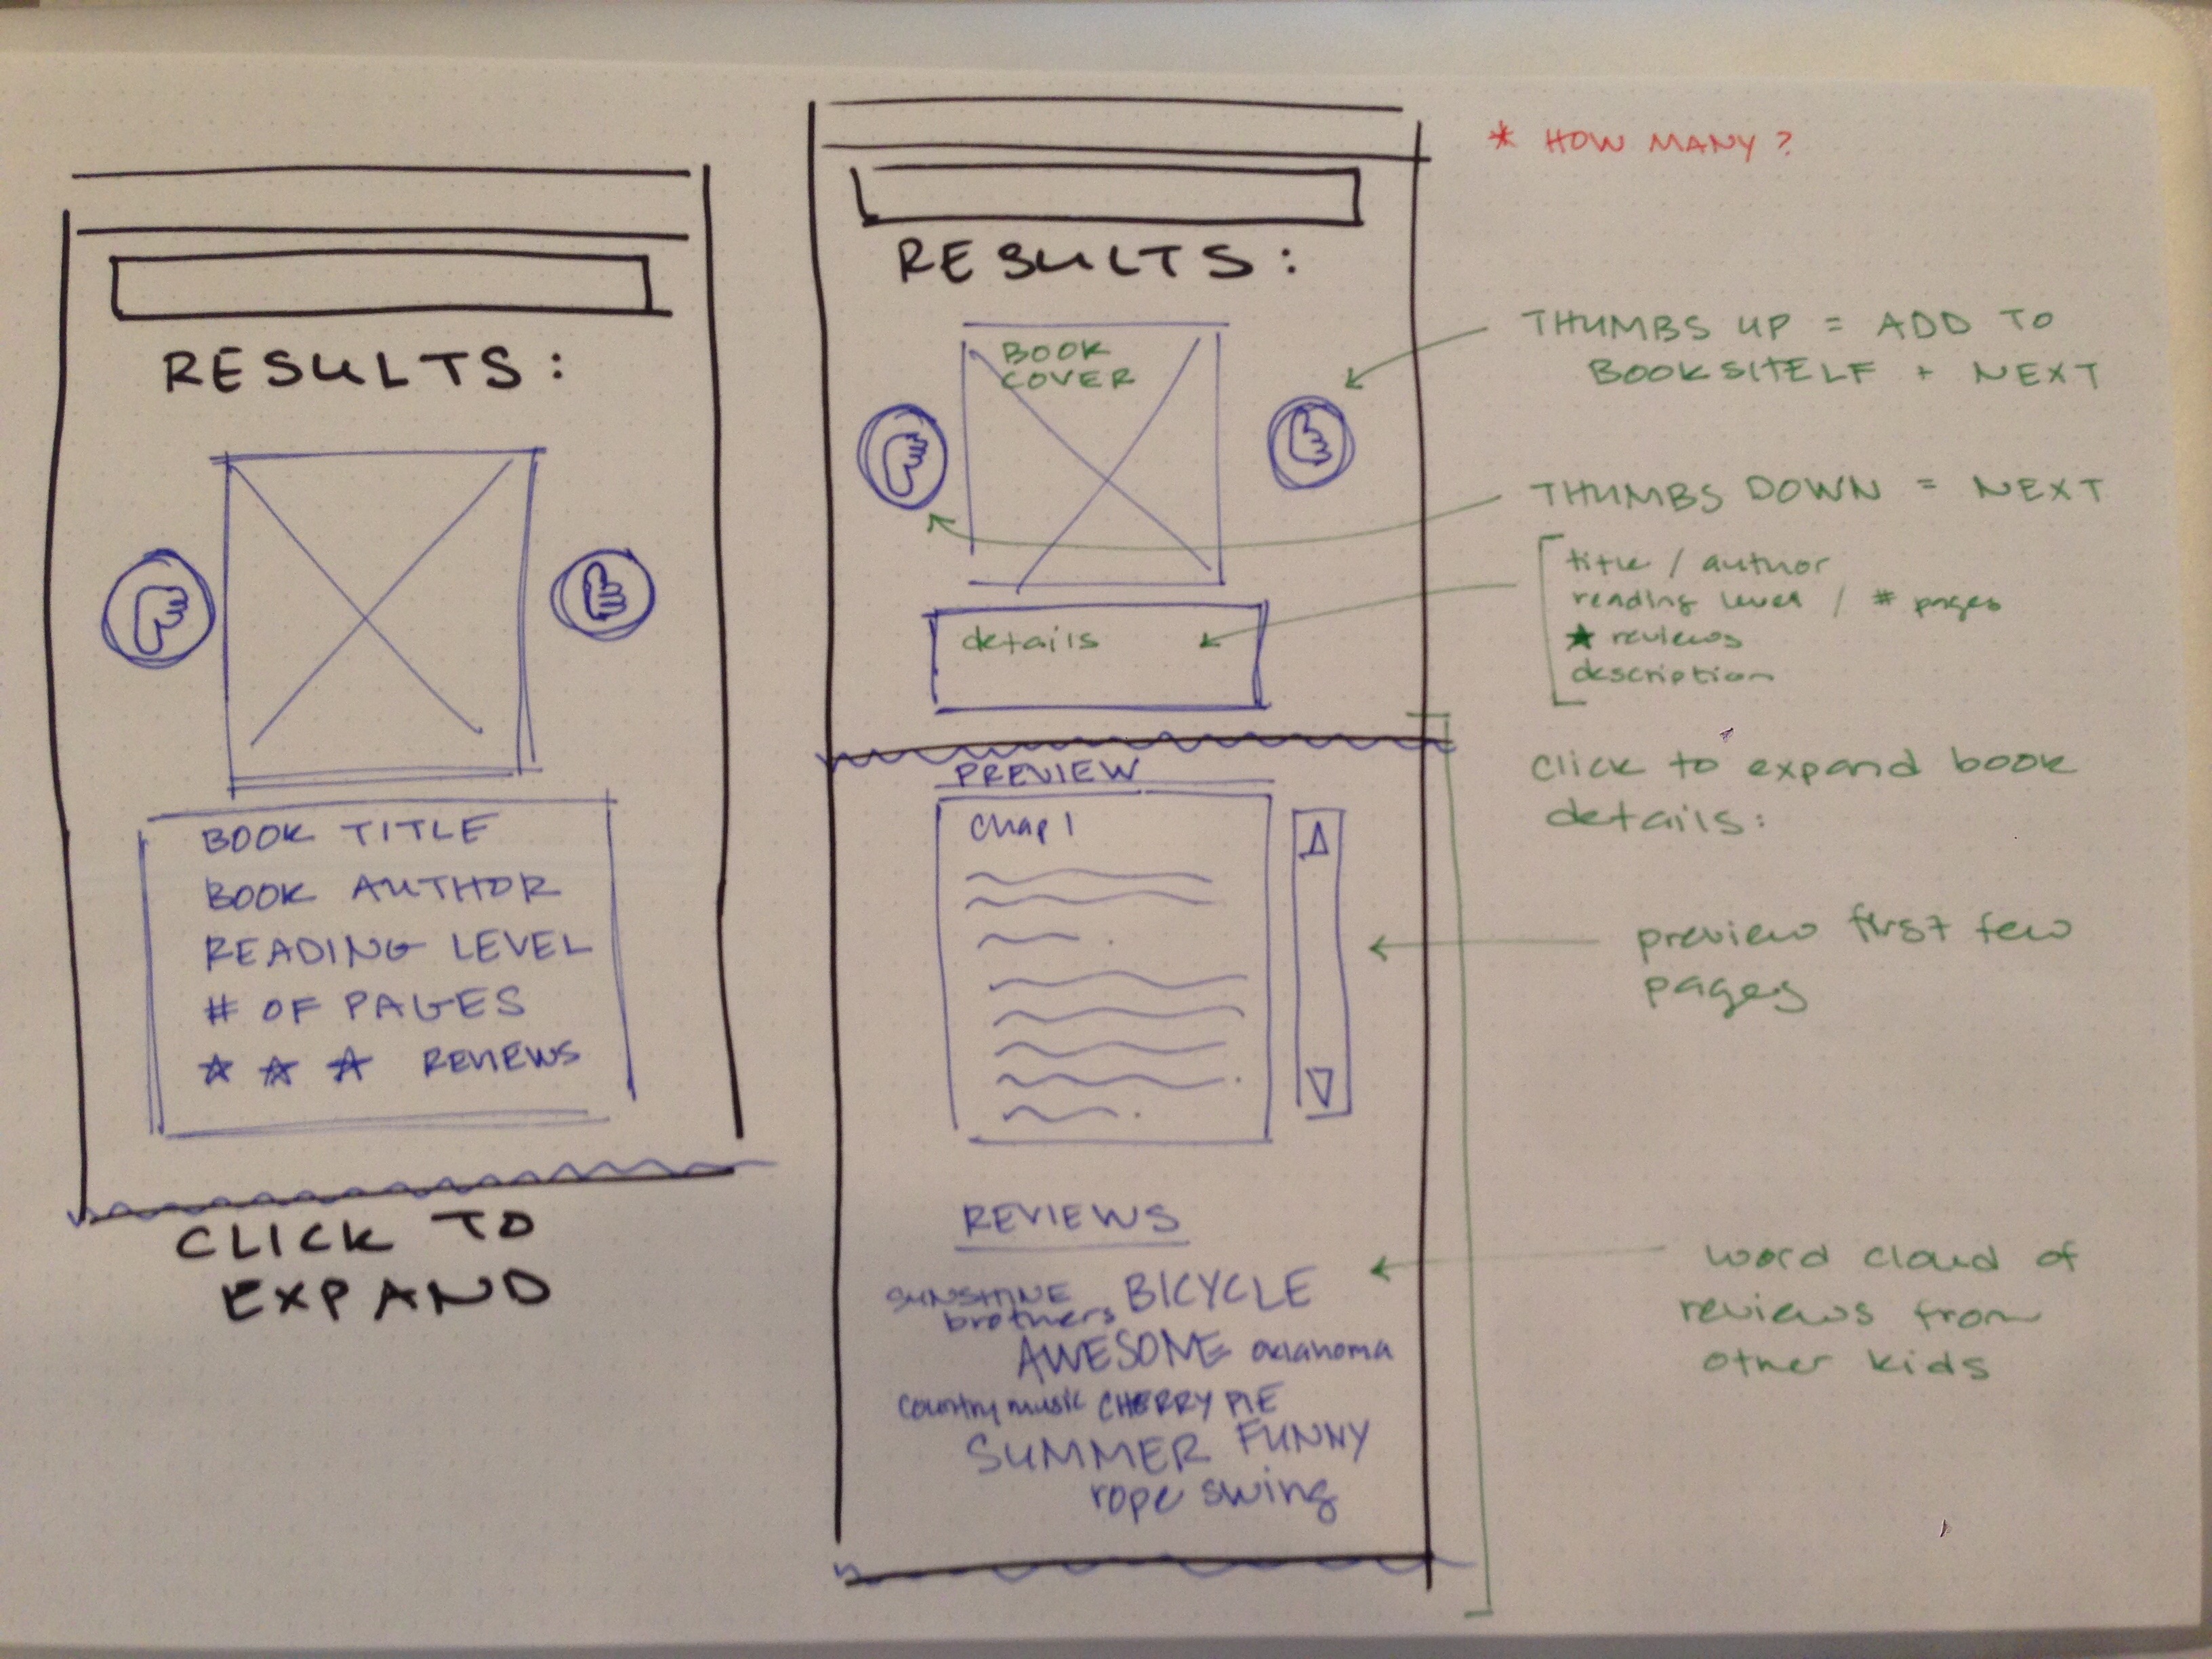 RESULTS:
BOOK TITLE
BOOK AUTHOR
READING LEVEL
# OF PAGES
★ ★ ★ REVIEWS
CLICK TO
EXPAND
RESULTS:
BOOK
COVER
details
PREVIEW
Chap 1
REVIEWS
SUNSHINE BICYCLE
brothers
AWESOME oklahoma
country music CHERRY PIE
SUMMER FUNNY
rope swing
* HOW MANY?
THUMBS UP = ADD TO
BOOKSHELF + NEXT
THUMBS DOWN = NEXT
title / author
reading level / # pages
★ reviews
description
click to expand book
details:
preview first few
pages
word cloud of
reviews from
other kids